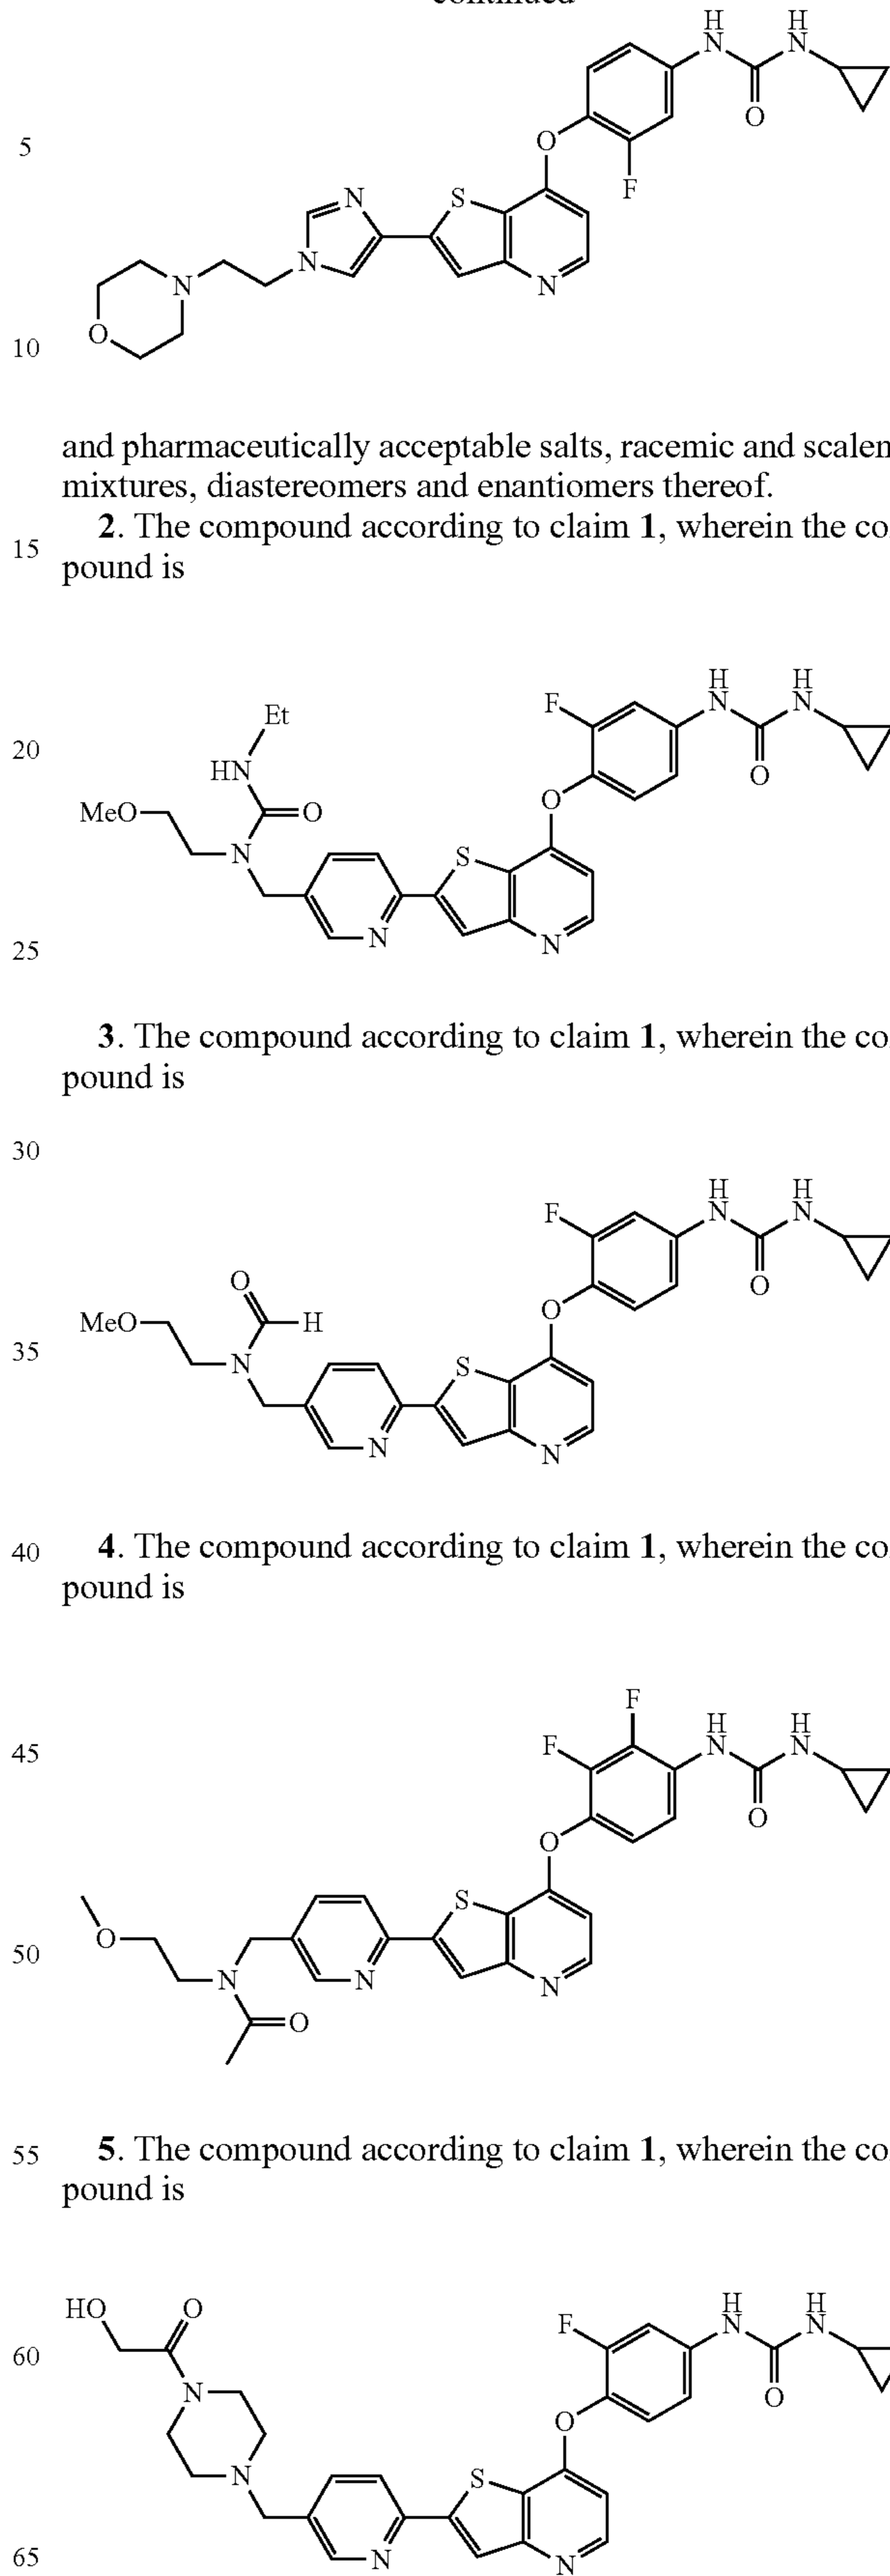 H H
N N
O
5 O
F
N S
N
N N
O
10
and pharmaceutically acceptable salts, racemic and scalen
mixtures, diastereomers and enantiomers thereof.
2. The compound according to claim 1, wherein the co
15
pound is
H H
F N N
Et
20
HN O
O
MeO O
N S
N N
25
3. The compound according to claim 1, wherein the co
pound is
30
H H
F N N
O O
O
MeO H
35
N S
N N
40 4. The compound according to claim 1, wherein the co
pound is
F
H H
45 F N N
O
O
S
O
50
N N N
O
55 5. The compound according to claim 1, wherein the co
pound is
H H
HO O F N N
60
O
N
O
N S
65 N N